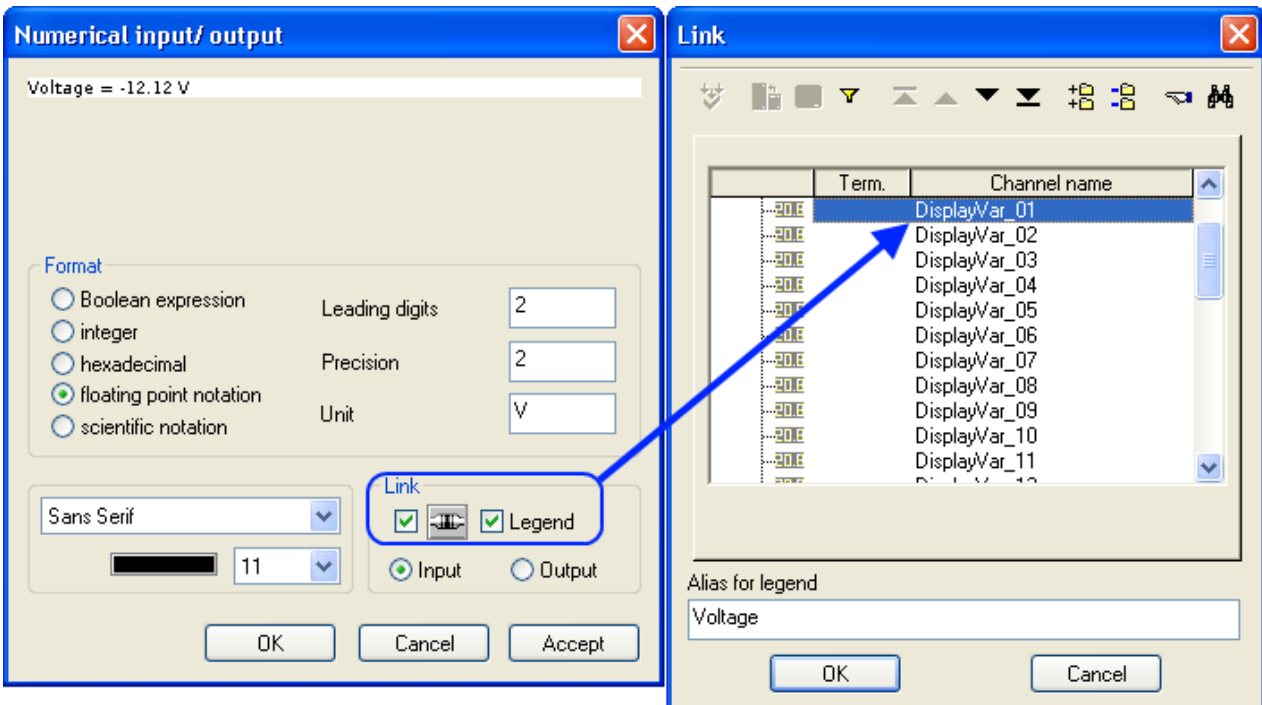 Numerical input/ output
Voltage = -12.12 V
Format
Boolean expression
integer
hexadecimal
floating point notation
scientific notation
Leading digits
2
Precision
2
Unit
V
Sans Serif
11
Link
Legend
Input
Output
OK
Cancel
Accept
Link
Term.
Channel name
DisplayVar_01
DisplayVar_02
DisplayVar_03
DisplayVar_04
DisplayVar_05
DisplayVar_06
DisplayVar_07
DisplayVar_08
DisplayVar_09
DisplayVar_10
DisplayVar_11
Alias for legend
Voltage
OK
Cancel